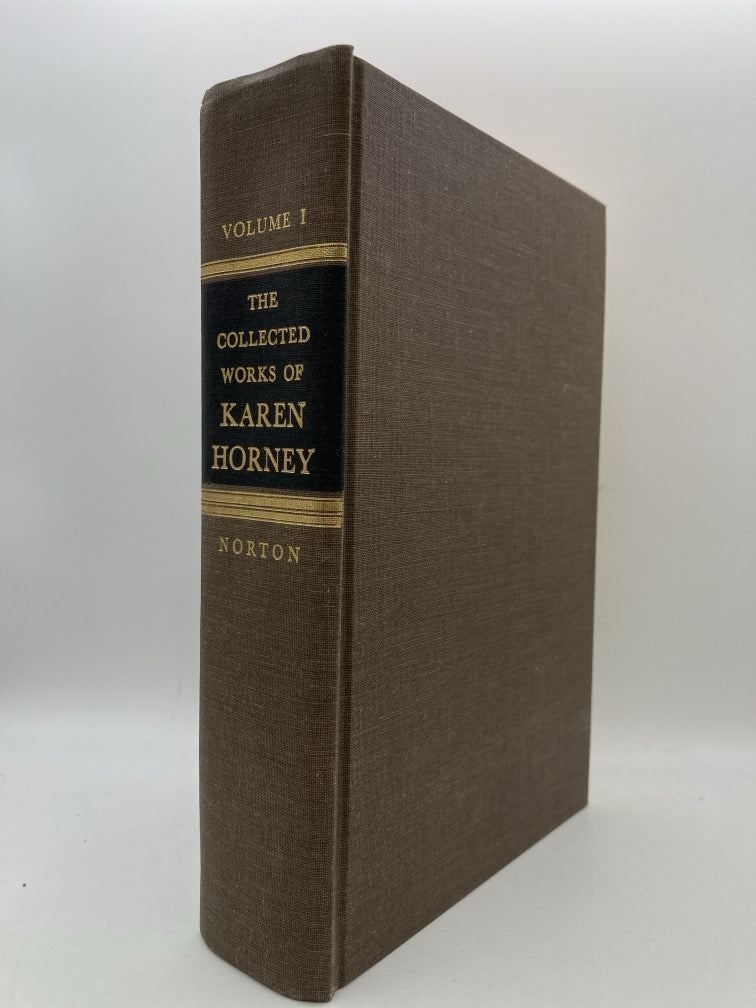 VOLUME I
THE
COLLECTED
WORKS OF
KAREN
HORNEY
NORTON